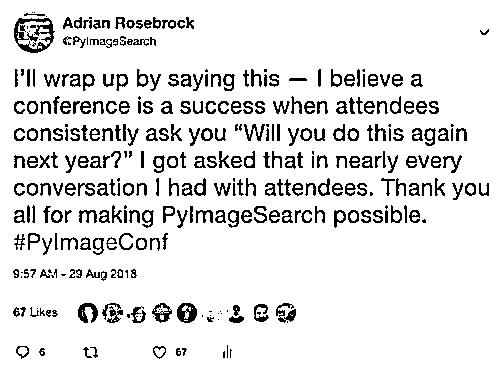 Adrian Rosebrock
@PyImageSearch
I'll wrap up by saying this — I believe a
conference is a success when attendees
consistently ask you “Will you do this again
next year?” I got asked that in nearly every
conversation I had with attendees. Thank you
all for making PyImageSearch possible.
#PyImageConf
9:57 AM - 29 Aug 2018
67 Likes
6 67